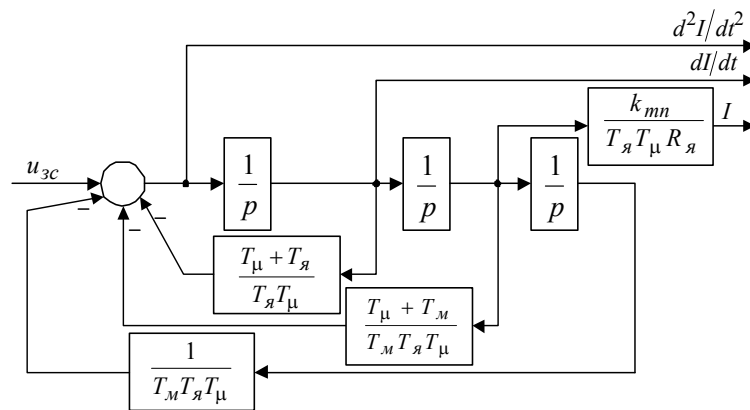 d²I/dt²
dI/dt
k_тп / T_я T_μ R_я
I
u_зс
1/p
1/p
1/p
–
–
–
T_μ + T_я / T_я T_μ
T_μ + T_м / T_м T_я T_μ
1 / T_м T_я T_μ